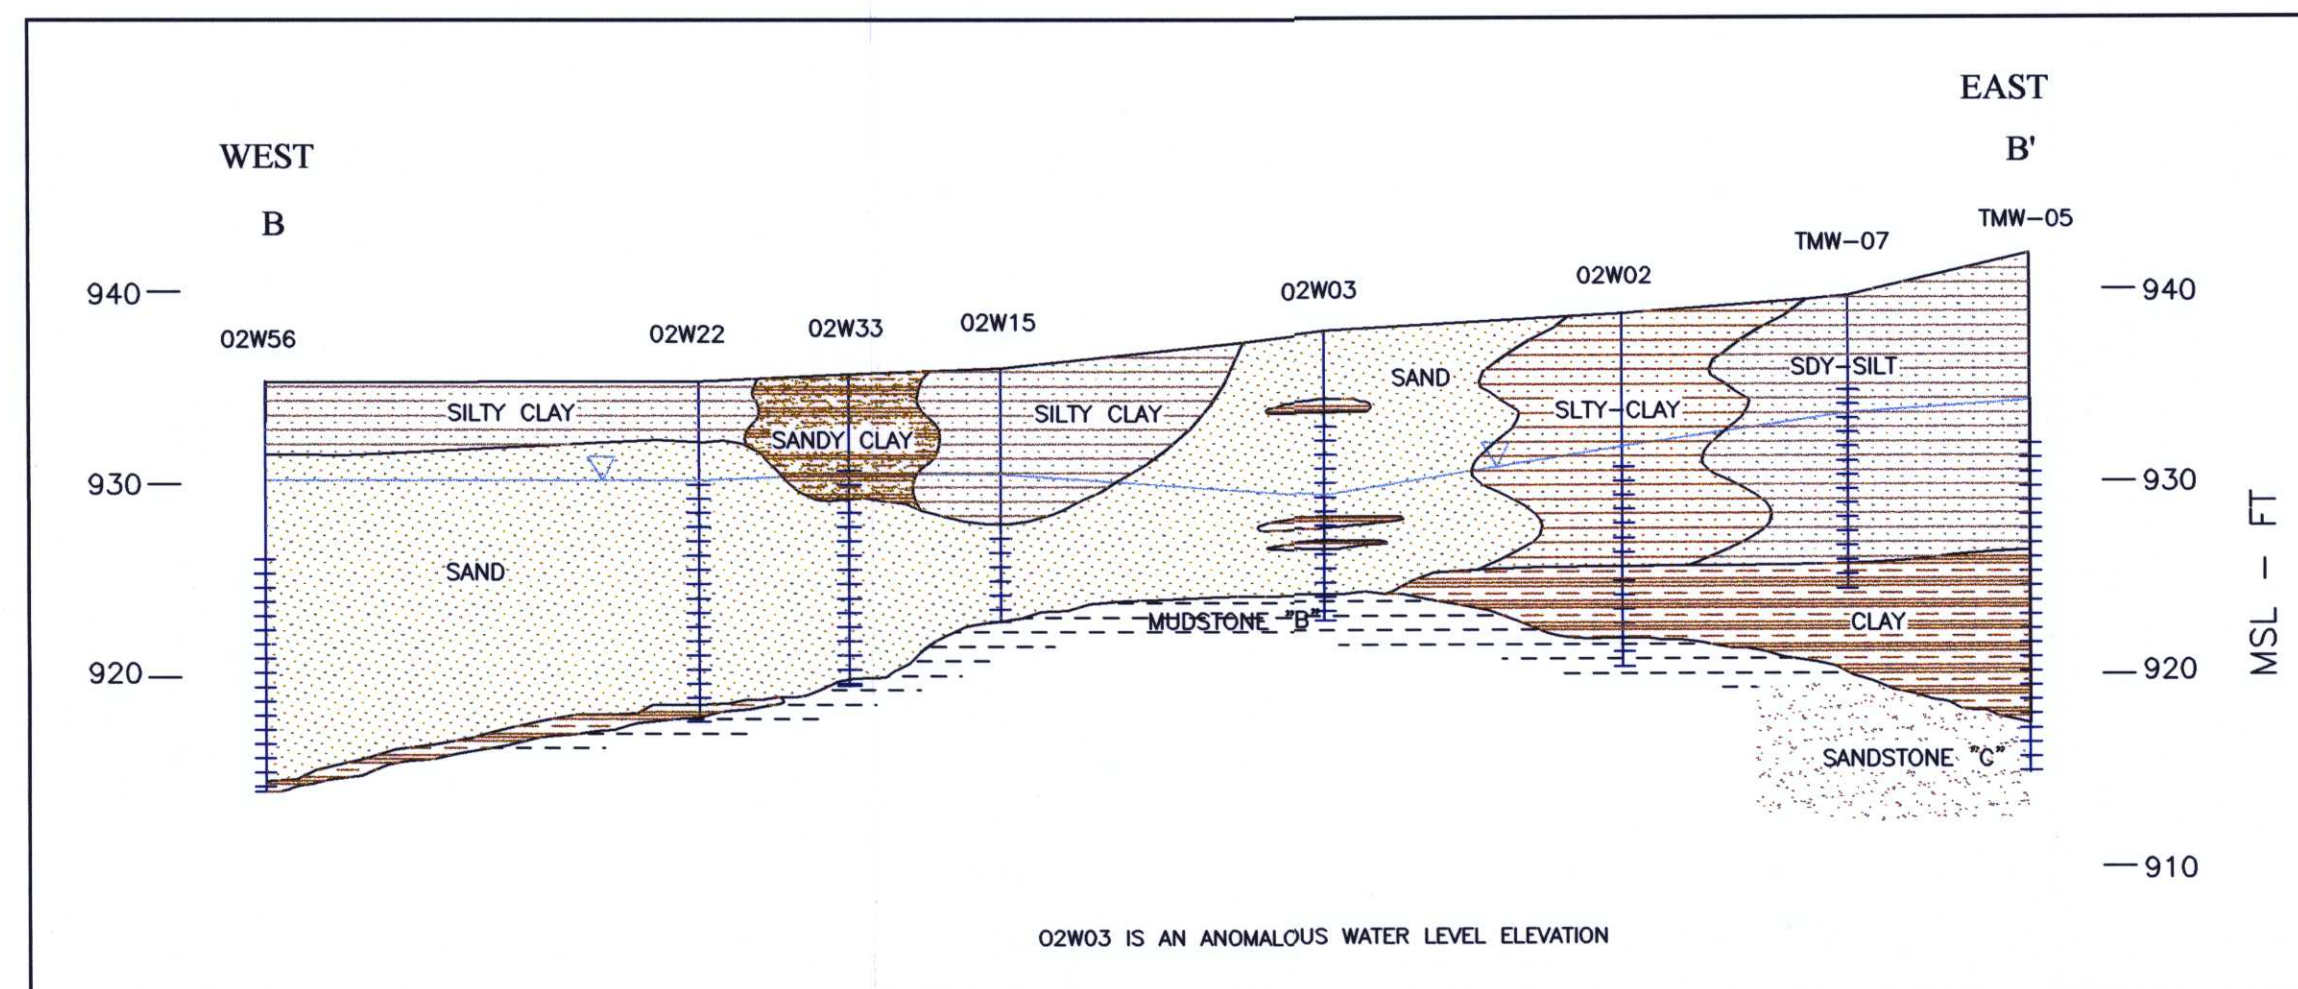 EAST
WEST
B'
B
TMW-05
TMW-07
02W02
02W03
940
940
02W15
02W33
02W22
02W56
SDY-SILT
SAND
SLTY-CLAY
SILTY CLAY
SILTY CLAY
SANDY CLAY
930
930
MSL - FT
SAND
MUDSTONE "B"
CLAY
920
920
SANDSTONE "C"
910
02W03 IS AN ANOMALOUS WATER LEVEL ELEVATION